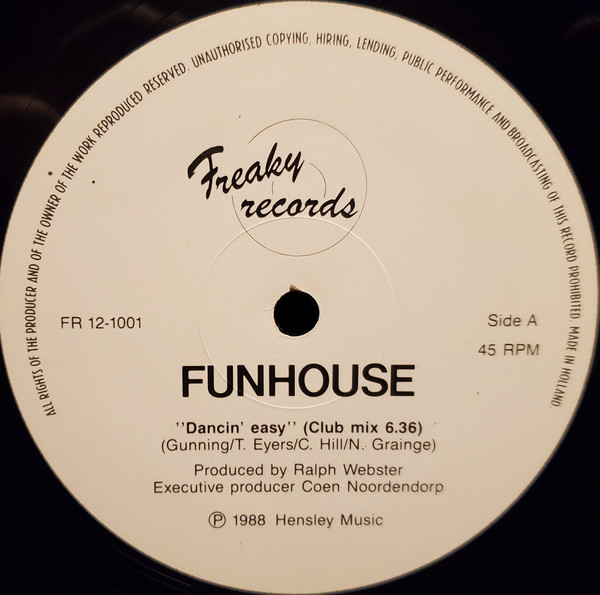 ALL RIGHTS OF THE PRODUCER AND OF THE OWNER OF THE WORK REPRODUCED RESERVED. UNAUTHORISED COPYING, HIRING, LENDING, PUBLIC PERFORMANCE AND BROADCASTING OF THIS RECORD PROHIBITED. MADE IN HOLLAND.
Freaky
records
FR 12-1001
Side A
45 RPM
FUNHOUSE
''Dancin' easy'' (Club mix 6.36)
(Gunning/T. Eyers/C. Hill/N. Grainge)
Produced by Ralph Webster
Executive producer Coen Noordendorp
℗ 1988 Hensley Music